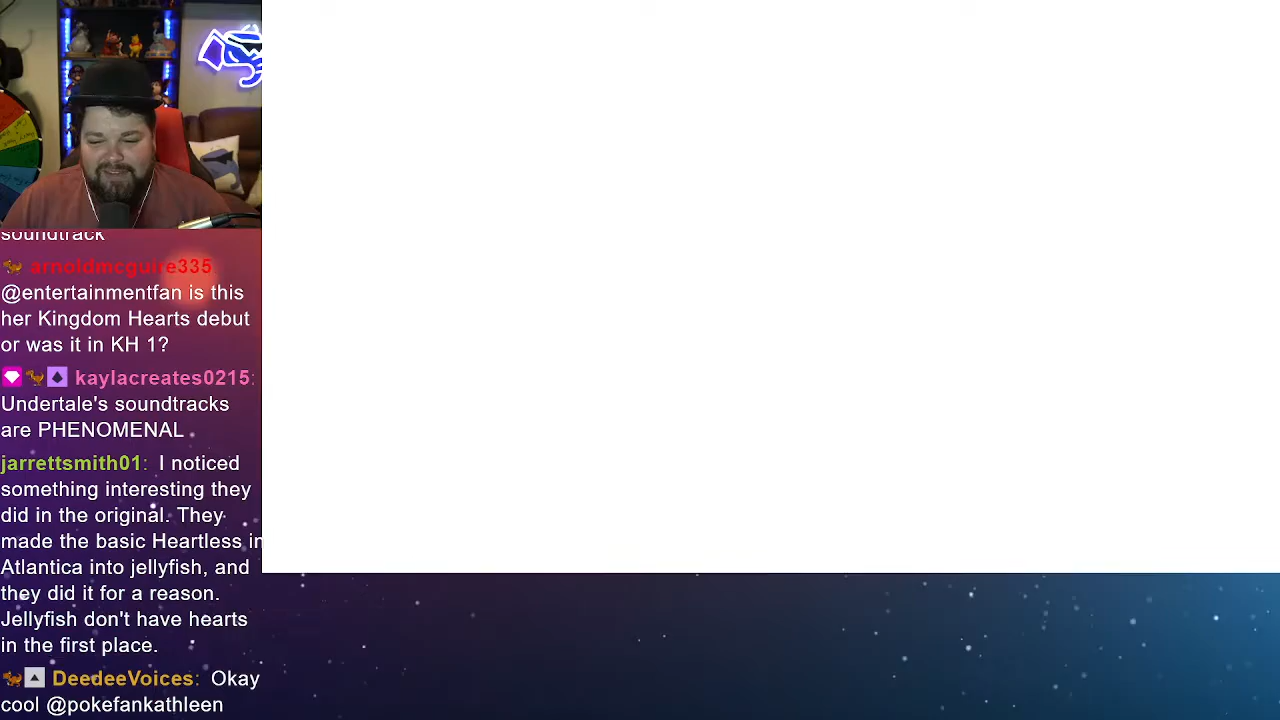 soundtrack
arnoldmcguire335:
@entertainmentfan is this
her Kingdom Hearts debut
or was it in KH 1?
kaylacreates0215:
Undertale's soundtracks
are PHENOMENAL
jarrettsmith01: I noticed
something interesting they
did in the original. They
made the basic Heartless in
Atlantica into jellyfish, and
they did it for a reason.
Jellyfish don't have hearts
in the first place.
DeedeeVoices: Okay
cool @pokefankathleen